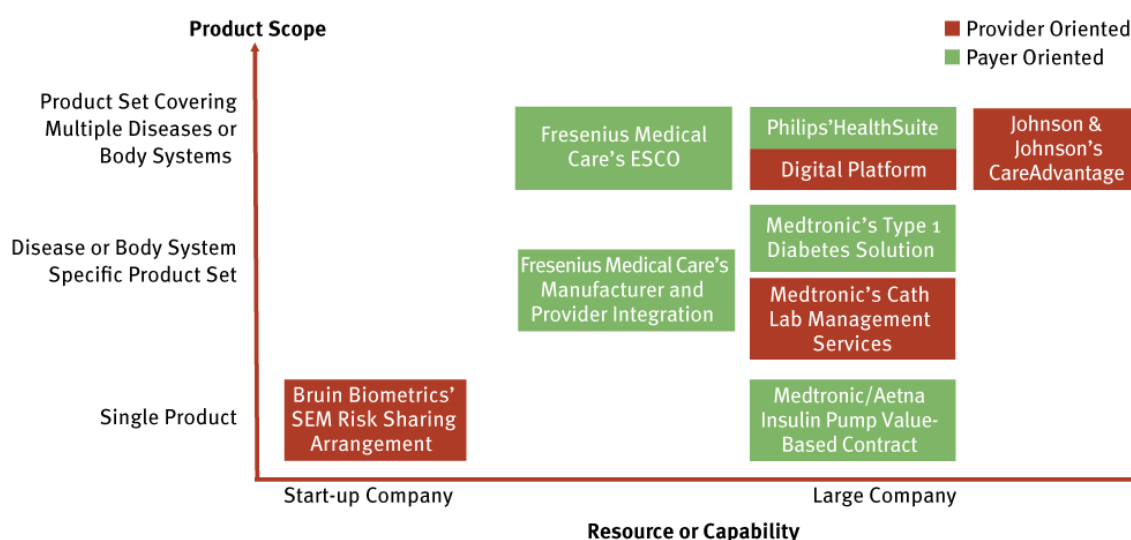 Product Scope
Provider Oriented
Payer Oriented
Product Set Covering
Multiple Diseases or
Body Systems
Fresenius Medical
Care's ESCO
Philips'HealthSuite
Digital Platform
Johnson &
Johnson's
CareAdvantage
Disease or Body System
Specific Product Set
Fresenius Medical Care's
Manufacturer and
Provider Integration
Medtronic's Type 1
Diabetes Solution
Medtronic's Cath
Lab Management
Services
Single Product
Bruin Biometrics'
SEM Risk Sharing
Arrangement
Medtronic/Aetna
Insulin Pump Value-
Based Contract
Start-up Company
Large Company
Resource or Capability